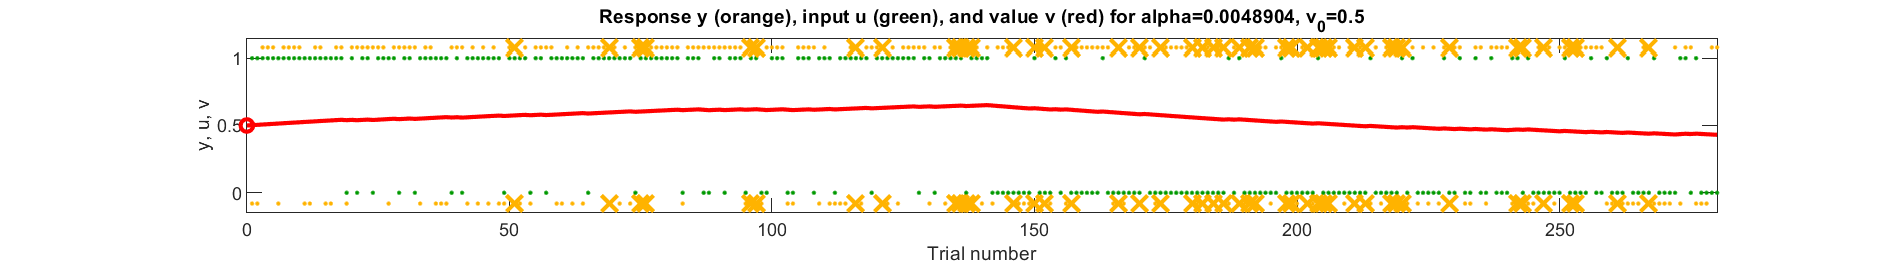 Response y (orange), input u (green), and value v (red) for alpha=0.0048904, v0=0.5
y, u, v
1
0.5
0
0 50 100 150 200 250
Trial number